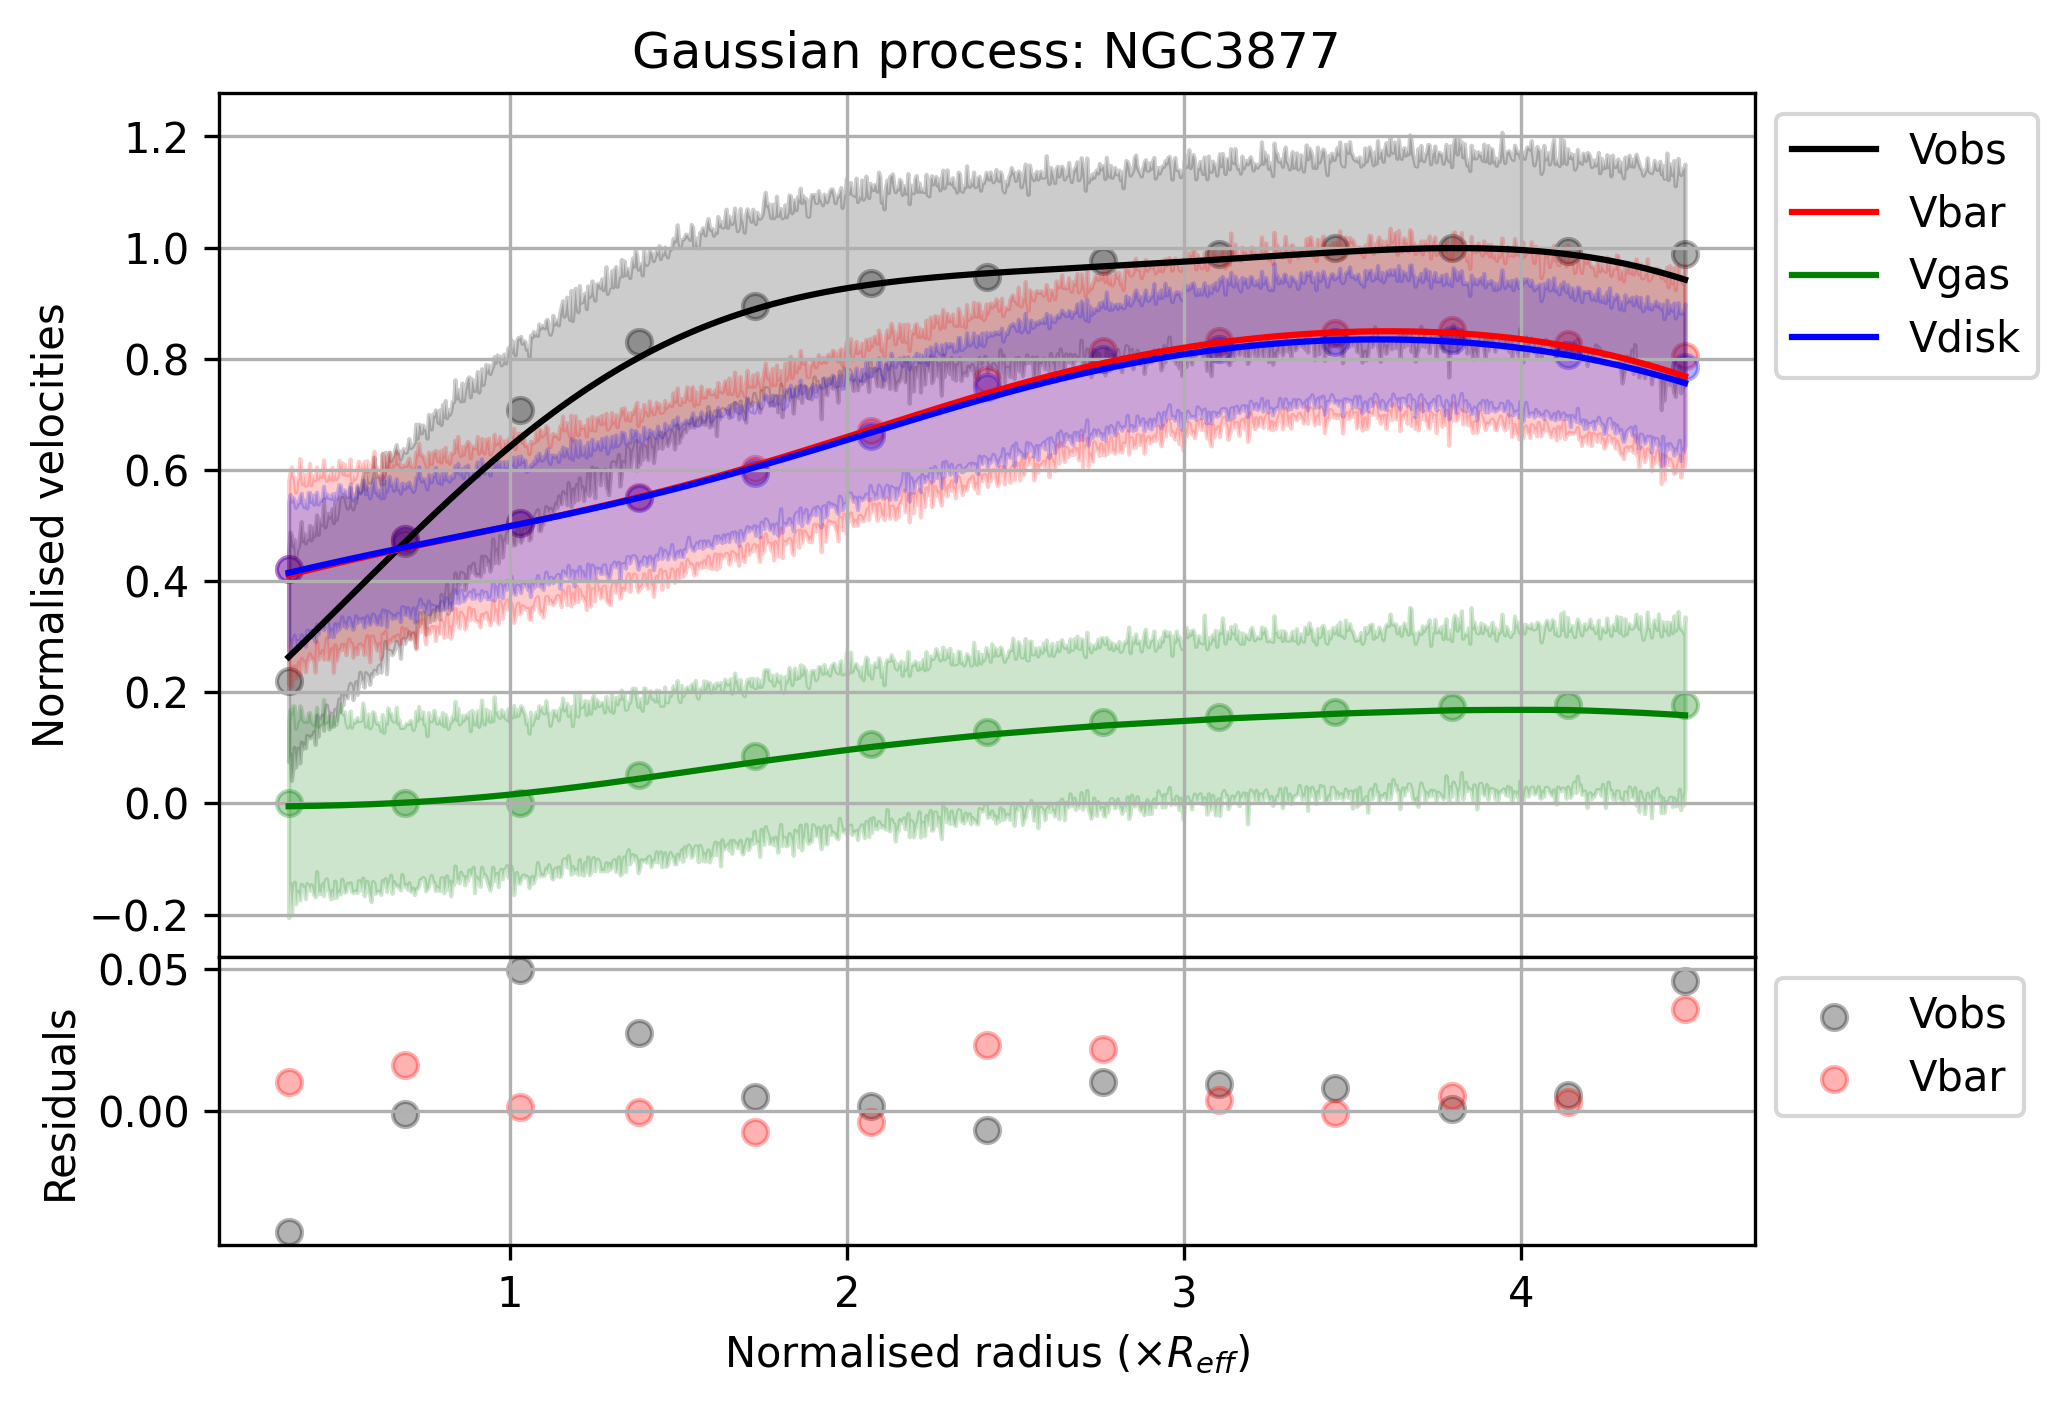 Gaussian process: NGC3877
Normalised velocities
1.2
1.0
0.8
0.6
0.4
0.2
0.0
−0.2
Vobs
Vbar
Vgas
Vdisk
Residuals
0.05
0.00
Vobs
Vbar
1 2 3 4
Normalised radius (×R_{eff})